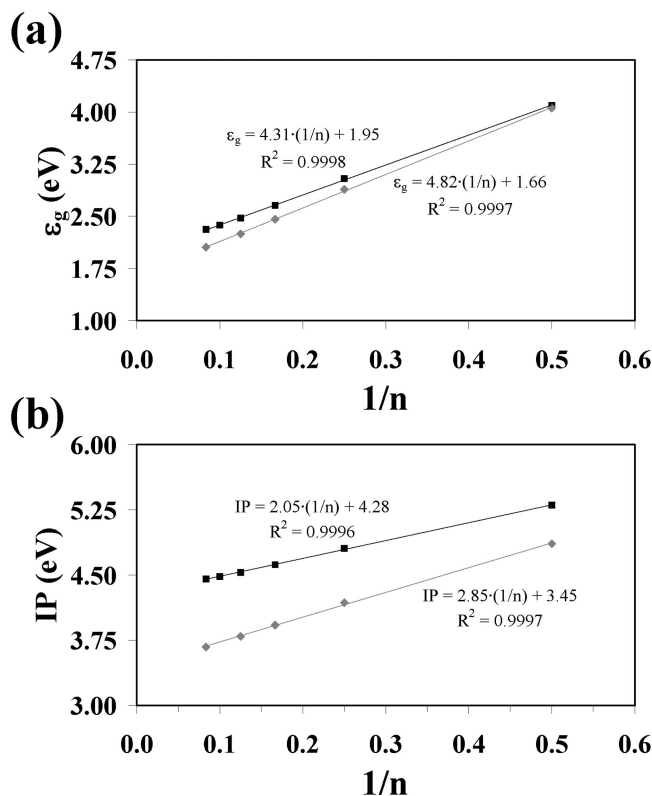 (a)
4.75
4.00
3.25
2.50
1.75
1.00
εg (eV)
εg = 4.31·(1/n) + 1.95
R² = 0.9998
εg = 4.82·(1/n) + 1.66
R² = 0.9997
0.0 0.1 0.2 0.3 0.4 0.5 0.6
1/n
(b)
6.00
5.25
4.50
3.75
3.00
IP (eV)
IP = 2.05·(1/n) + 4.28
R² = 0.9996
IP = 2.85·(1/n) + 3.45
R² = 0.9997
0.0 0.1 0.2 0.3 0.4 0.5 0.6
1/n